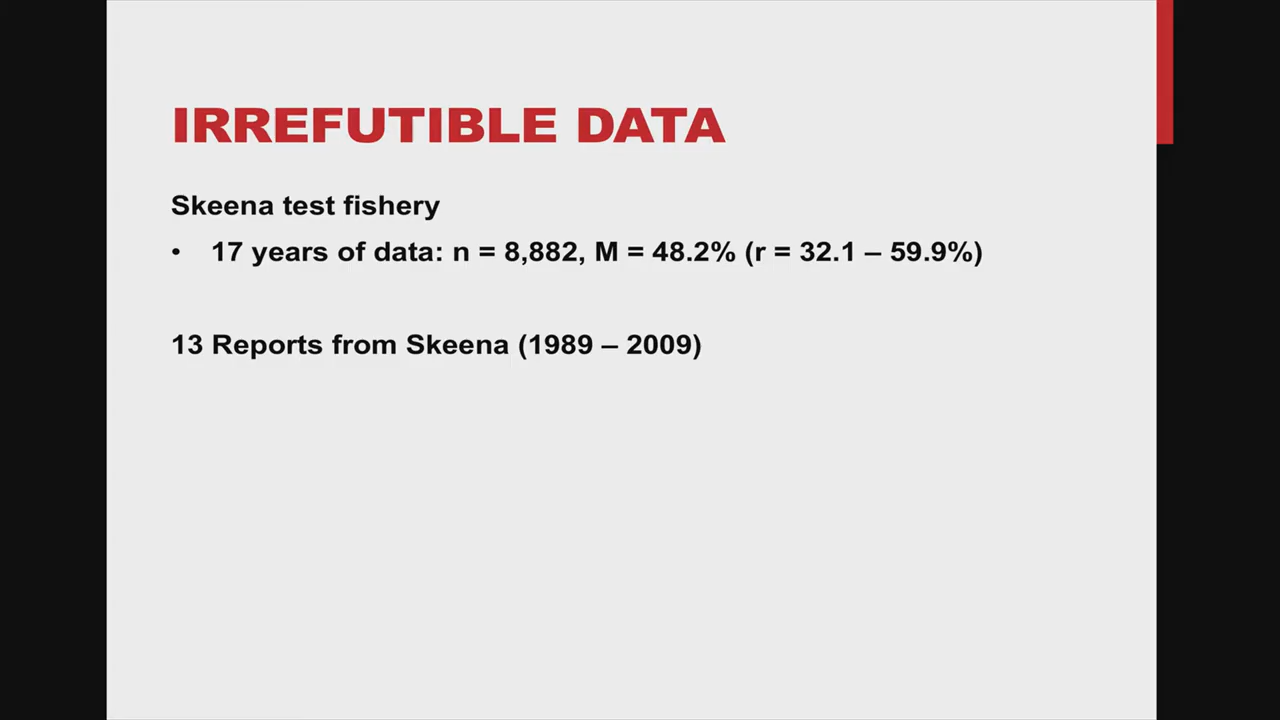 IRREFUTIBLE DATA
Skeena test fishery
• 17 years of data: n = 8,882, M = 48.2% (r = 32.1 – 59.9%)
13 Reports from Skeena (1989 – 2009)